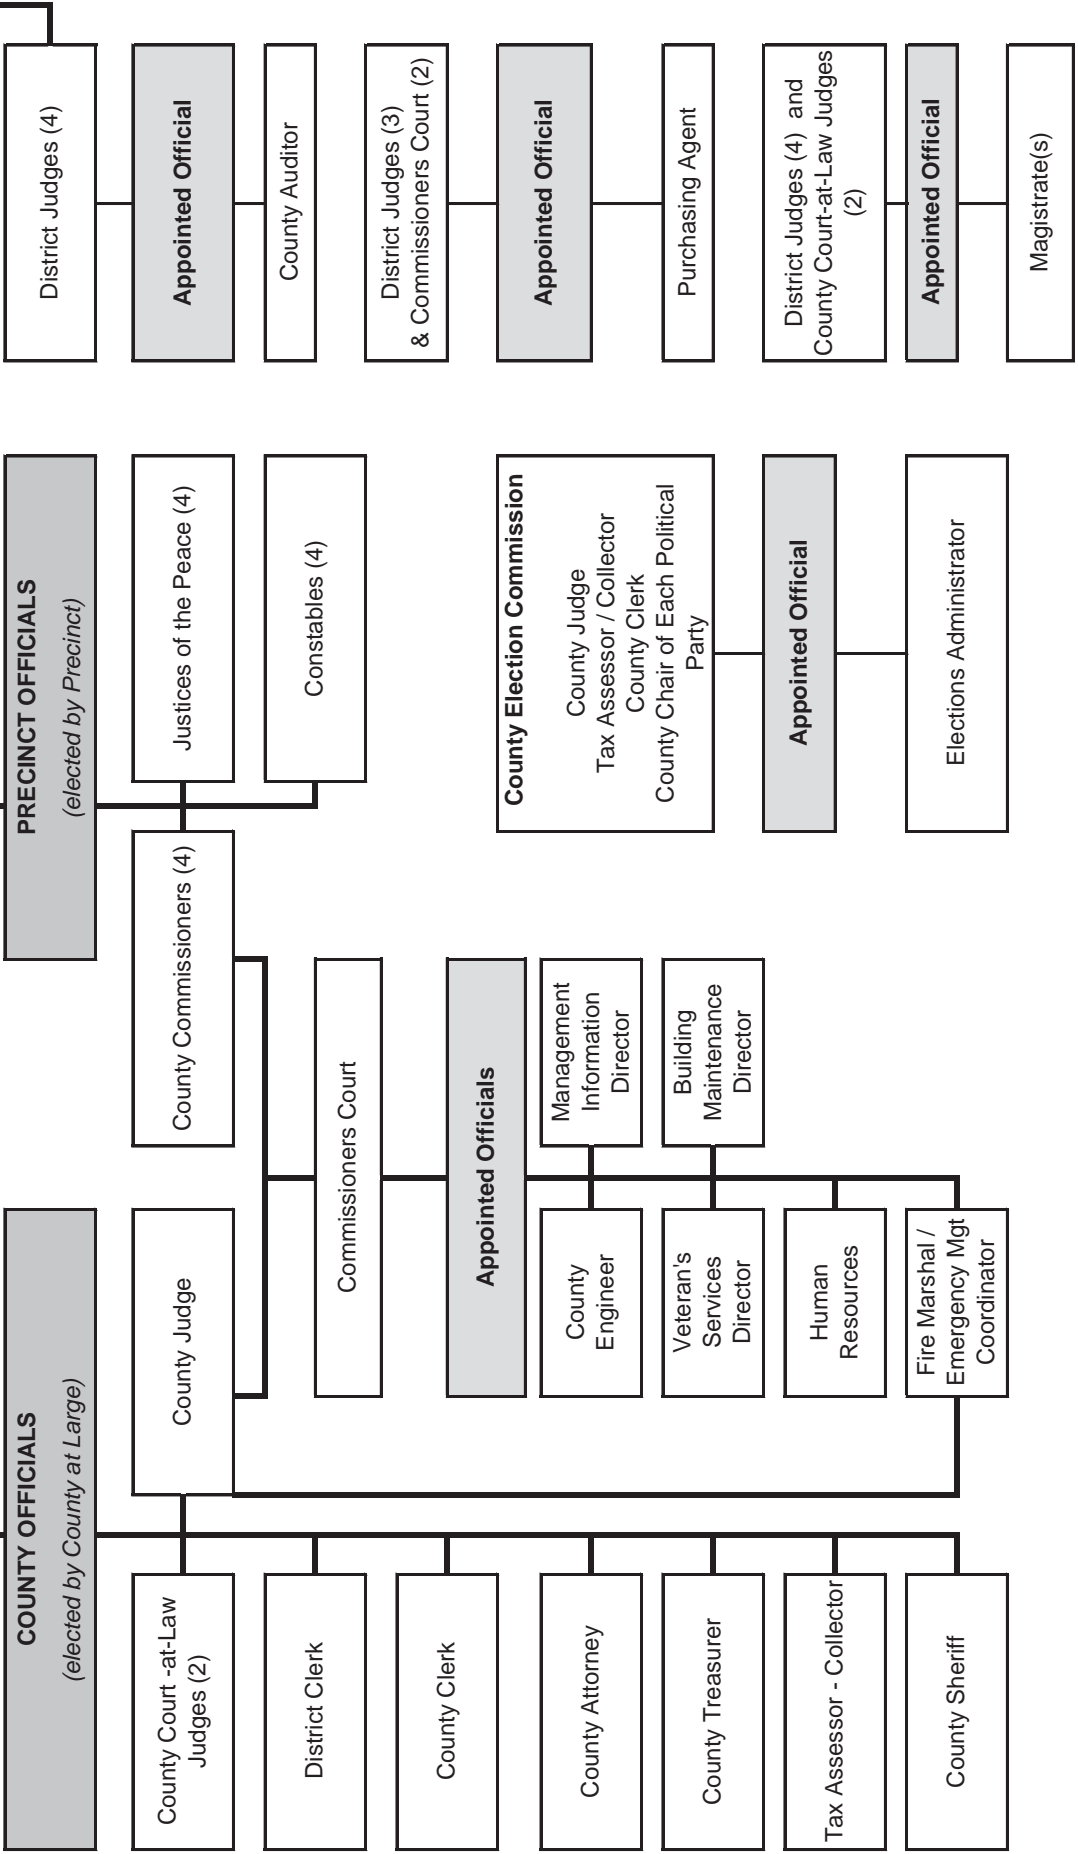 COUNTY OFFICIALS
(elected by County at Large)
County Court -at-Law
Judges (2)
District Clerk
County Clerk
County Attorney
County Treasurer
Tax Assessor - Collector
County Sheriff
County Judge
PRECINCT OFFICIALS
(elected by Precinct)
County Commissioners (4)
Justices of the Peace (4)
Constables (4)
Commissioners Court
Appointed Officials
County
Engineer
Management
Information
Director
Veteran's
Services
Director
Building
Maintenance
Director
Human
Resources
Fire Marshal /
Emergency Mgt
Coordinator
County Election Commission
County Judge
Tax Assessor / Collector
County Clerk
County Chair of Each Political
Party
Appointed Official
Elections Administrator
District Judges (4)
Appointed Official
County Auditor
District Judges (3)
& Commissioners Court (2)
Appointed Official
Purchasing Agent
District Judges (4) and
County Court-at-Law Judges
(2)
Appointed Official
Magistrate(s)